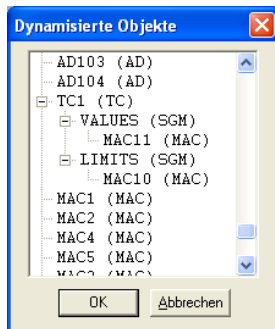 Dynamisierte Objekte
AD103 (AD)
AD104 (AD)
TC1 (TC)
VALUES (SGM)
MAC11 (MAC)
LIMITS (SGM)
MAC10 (MAC)
MAC1 (MAC)
MAC2 (MAC)
MAC4 (MAC)
MAC5 (MAC)
OK
Abbrechen